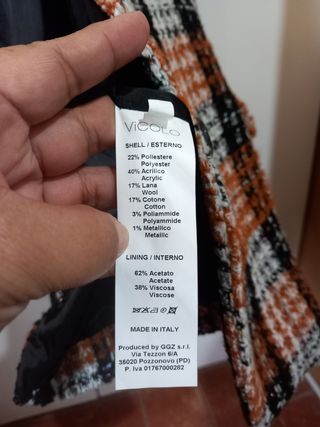 ViCOLO
SHELL / ESTERNO
22% Poliestere
Polyester
40% Acrilico
Acrylic
17% Lana
Wool
17% Cotone
Cotton
3% Poliammide
Polyammide
1% Metallico
Metallic
LINING / INTERNO
62% Acetato
Acetate
38% Viscosa
Viscose
MADE IN ITALY
Produced by GGZ s.r.l.
Via Tezzon 6/A
35020 Pozzonovo (PD)
P. Iva 01767000282